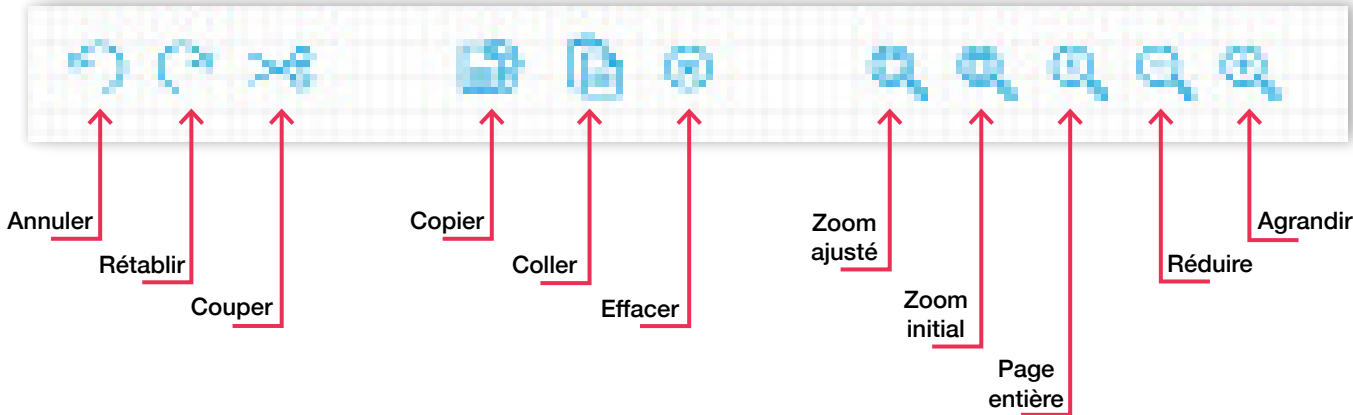 Annuler
Rétablir
Couper
Copier
Coller
Effacer
Zoom
ajusté
Zoom
initial
Page
entière
Réduire
Agrandir